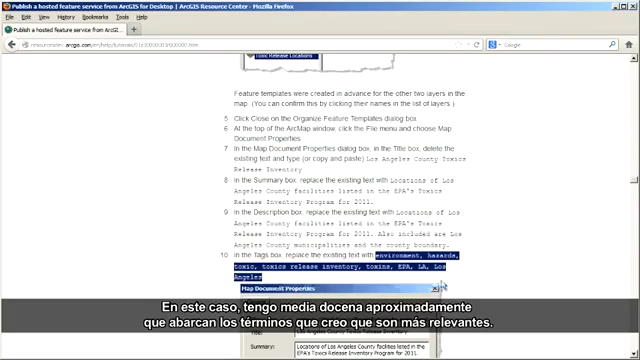 Publish a hosted feature service from ArcGIS for Desktop | ArcGIS Resource Center - Mozilla Firefox
File Edit View History Bookmarks Tools Help
Publish a hosted feature service from ArcGIS for D...
Google
Toxic Release Locations
Feature templates were created in advance for the other two layers in the
map. (You can confirm this by clicking their names in the list of layers.)
5 Click Close on the Organize Feature Templates dialog box
6 At the top of the ArcMap window, click the File menu and choose Map
Document Properties
7 In the Map Document Properties dialog box, in the Title box, delete the
existing text and type (or copy and paste) Los Angeles County Toxics
Release Inventory
8 In the Summary box, replace the existing text with Locations of Los
Angeles County facilities listed in the EPA's Toxics
Release Inventory Program for 2011.
9 In the Description box, replace the existing text with Locations of Los
Angeles County facilities listed in the EPA's Toxics
Release Inventory Program for 2011. Also included are Los
Angeles County municipalities and the county boundary.
10 In the Tags box, replace the existing text with environment, hazards,
toxic, toxics release inventory, toxins, EPA, LA, Los
Angeles
Map Document Properties
En este caso, tengo media docena aproximadamente
que abarcan los términos que creo que son más relevantes.
Title: Los Angeles County Toxics Release Inventory
Summary: Locations of Los Angeles County facilities listed in the
EPA's Toxics Release Inventory Program for 2011.